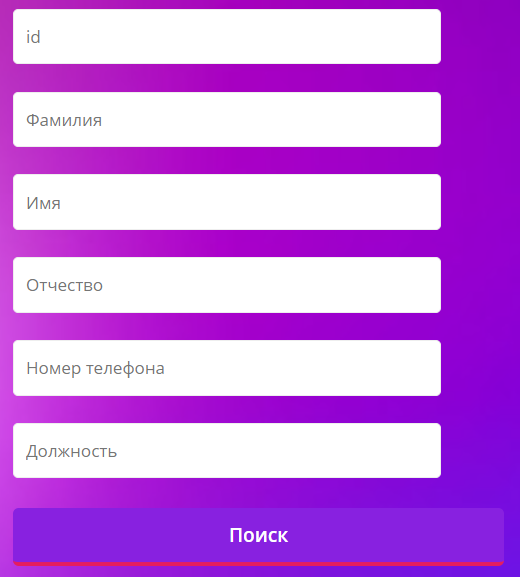 id
Фамилия
Имя
Отчество
Номер телефона
Должность
Поиск